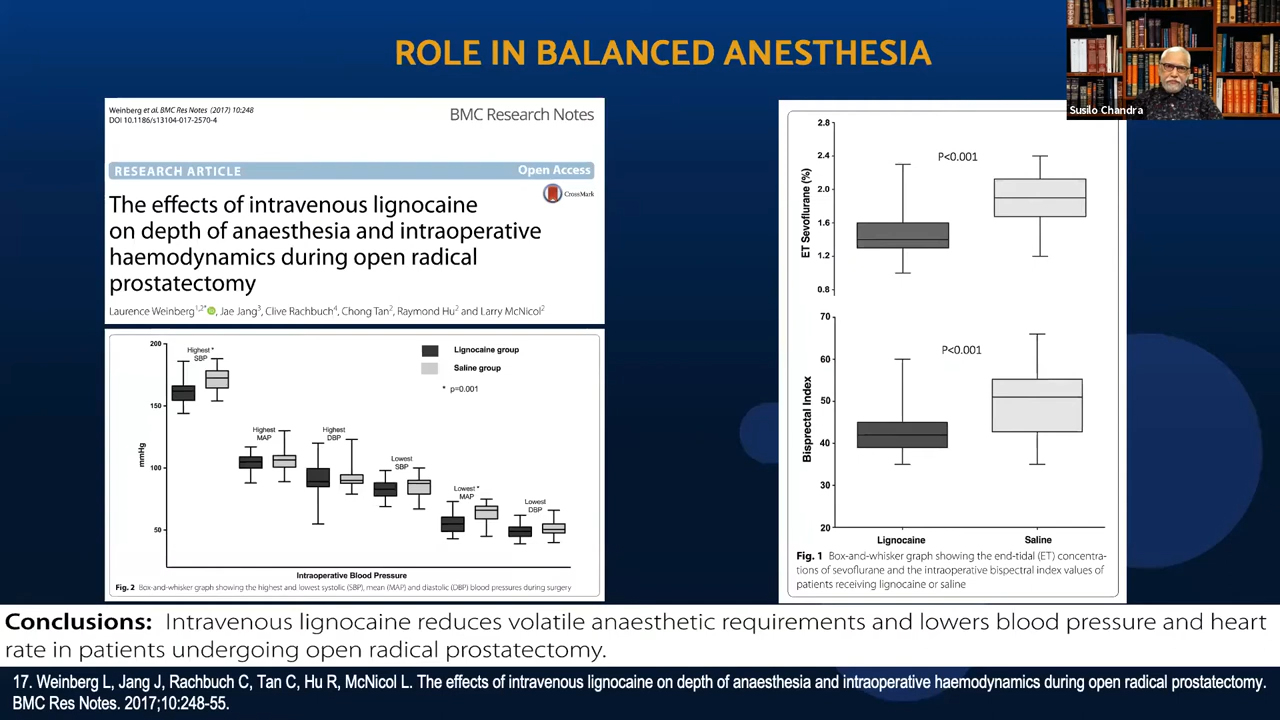 ROLE IN BALANCED ANESTHESIA
Susilo Chandra
Weinberg et al. BMC Res Notes (2017) 10:248
DOI 10.1186/s13104-017-2570-4
BMC Research Notes
RESEARCH ARTICLE
Open Access
CrossMark
The effects of intravenous lignocaine
on depth of anaesthesia and intraoperative
haemodynamics during open radical
prostatectomy
Laurence Weinberg1,2*, Jae Jang3, Clive Rachbuch4, Chong Tan2, Raymond Hu2 and Larry McNicol2
200
150
100
50
mmHg
Highest *
SBP
Highest
MAP
Highest
DBP
Lowest
SBP
Lowest *
MAP
Lowest
DBP
Lignocaine group
Saline group
* p=0.001
Intraoperative Blood Pressure
Fig. 2 Box-and-whisker graph showing the highest and lowest systolic (SBP), mean (MAP) and diastolic (DBP) blood pressures during surgery
2.8
2.4
2.0
1.6
1.2
0.8
ET Sevoflurane (%)
P<0.001
70
60
50
40
30
20
Bisprectal Index
P<0.001
Lignocaine
Saline
Fig. 1 Box-and-whisker graph showing the end-tidal (ET) concentra-
tions of sevoflurane and the intraoperative bispectral index values of
patients receiving lignocaine or saline
Conclusions: Intravenous lignocaine reduces volatile anaesthetic requirements and lowers blood pressure and heart
rate in patients undergoing open radical prostatectomy.
17. Weinberg L, Jang J, Rachbuch C, Tan C, Hu R, McNicol L. The effects of intravenous lignocaine on depth of anaesthesia and intraoperative haemodynamics during open radical prostatectomy.
BMC Res Notes. 2017;10:248-55.